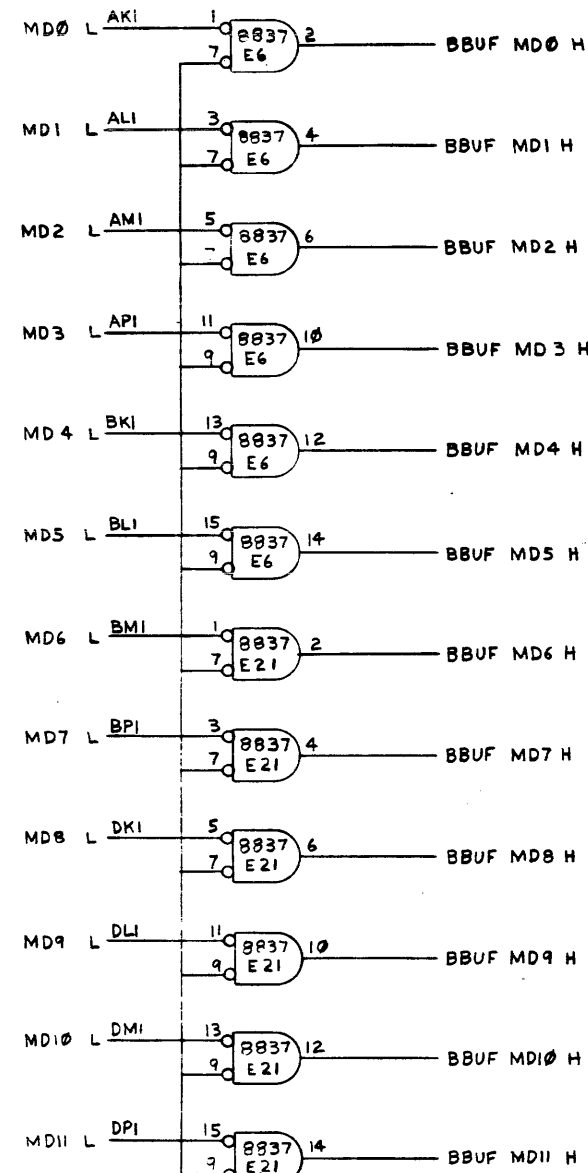 MDØ L AK1 1 8837 2 BBUF MDØ H
7 E6
MD1 L AL1 3 8837 4 BBUF MD1 H
7 E6
MD2 L AM1 5 8837 6 BBUF MD2 H
E6
MD3 L AP1 11 8837 1Ø BBUF MD3 H
9 E6
MD4 L BK1 13 8837 12 BBUF MD4 H
9 E6
MD5 L BL1 15 8837 14 BBUF MD5 H
9 E6
MD6 L BM1 1 8837 2 BBUF MD6 H
7 E21
MD7 L BP1 3 8837 4 BBUF MD7 H
7 E21
MD8 L DK1 5 8837 6 BBUF MD8 H
7 E21
MD9 L DL1 11 8837 1Ø BBUF MD9 H
9 E21
MD1Ø L DM1 13 8837 12 BBUF MD1Ø H
9 E21
MD11 L DP1 15 8837 14 BBUF MD11 H
9 E21